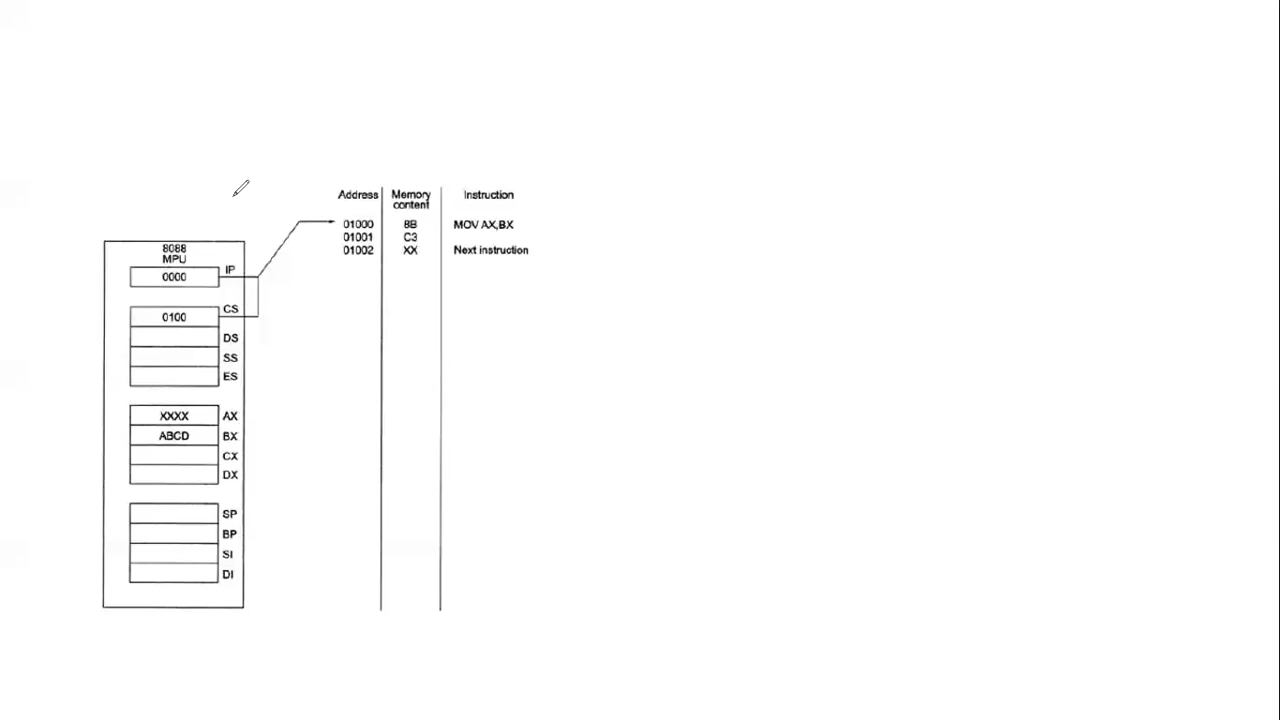 Address Memory content Instruction
01000 8B MOV AX,BX
01001 C3
01002 XX Next instruction
8088
MPU
0000 IP
0100 CS
DS
SS
ES
XXXX AX
ABCD BX
CX
DX
SP
BP
SI
DI